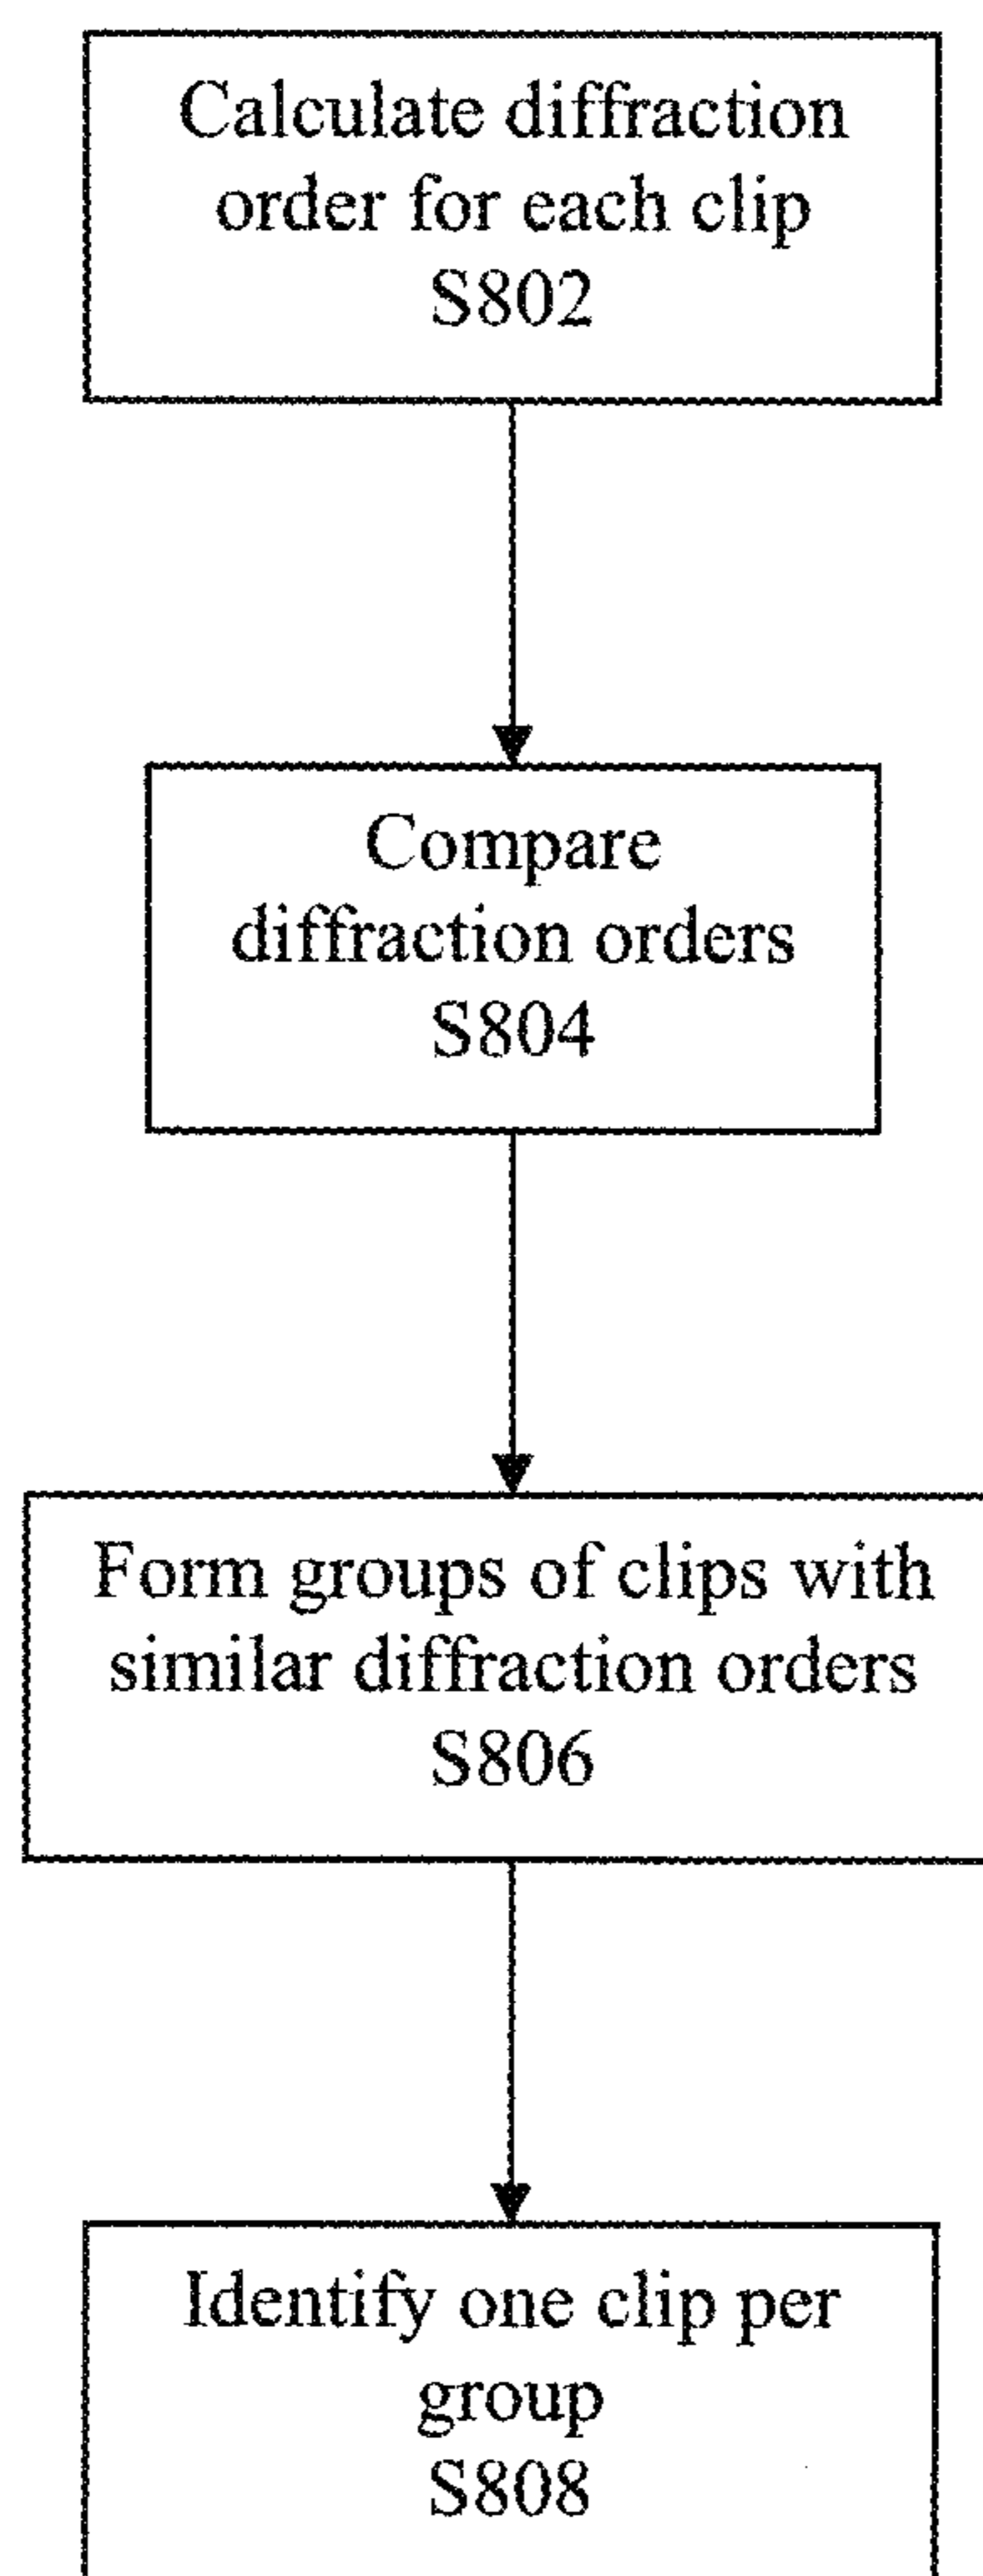 Calculate diffraction
order for each clip
S802
Compare
diffraction orders
S804
Form groups of clips with
similar diffraction orders
S806
Identify one clip per
group
S808